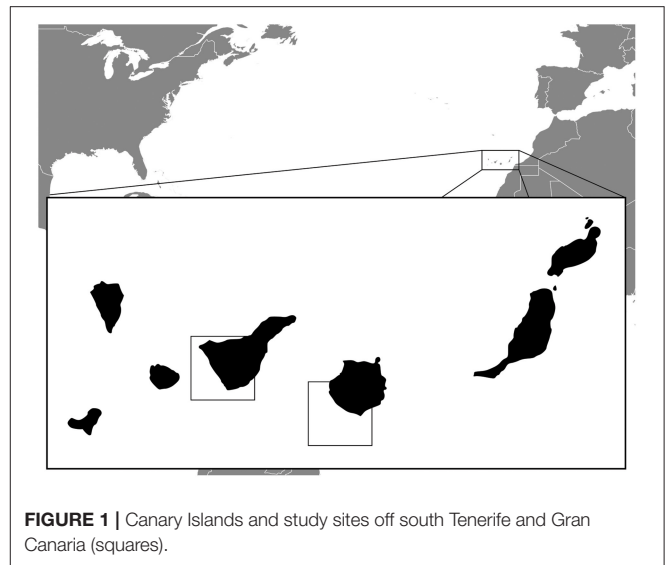 FIGURE 1 | Canary Islands and study sites off south Tenerife and Gran
Canaria (squares).